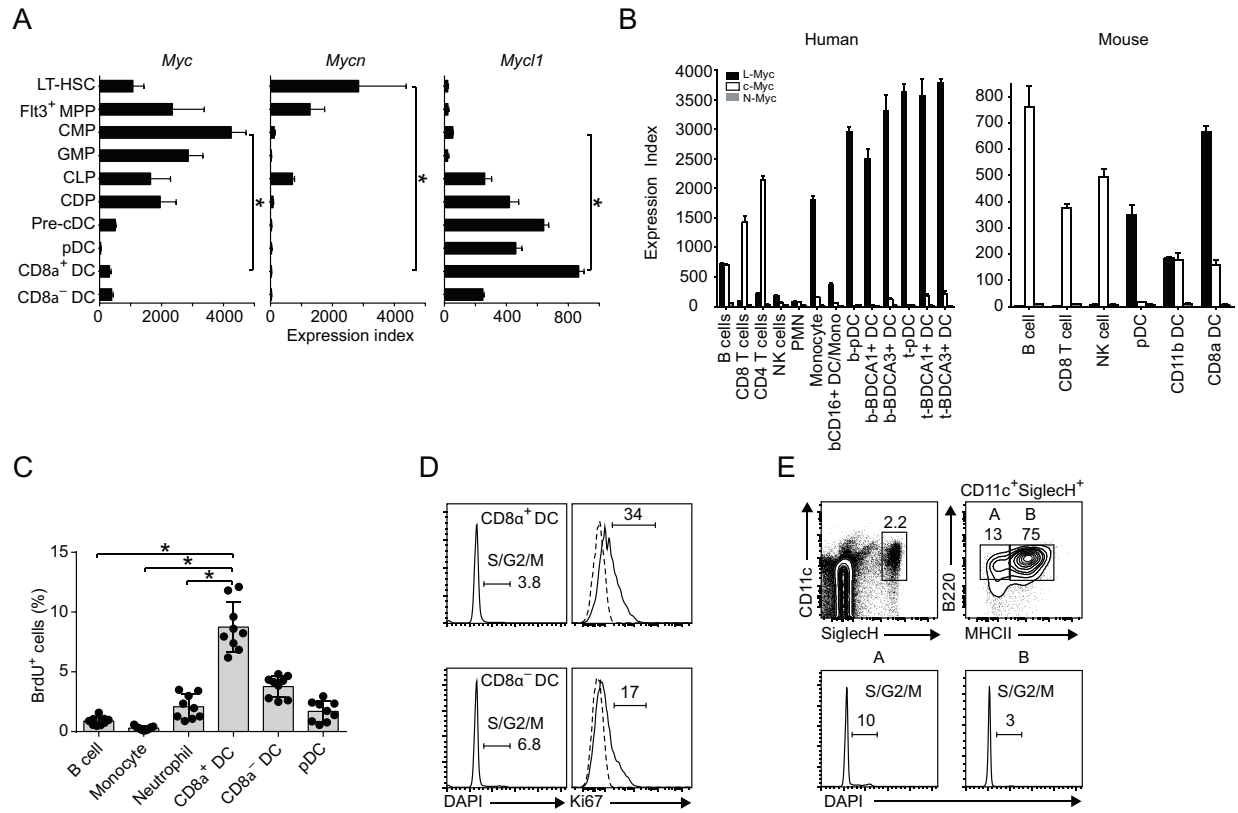 A
Myc
Mycn
Mycl1
LT-HSC
Flt3+ MPP
CMP
GMP
CLP
CDP
Pre-cDC
pDC
CD8a+ DC
CD8a− DC
*
*
*
0 2000 4000
0 2000 4000
0 400 800
Expression index
B
Human
Mouse
L-Myc
c-Myc
N-Myc
Expression Index
4000
3500
3000
2500
2000
1500
1000
500
0
B cells
CD8 T cells
CD4 T cells
NK cells
PMN
Monocyte
bCD16+ DC/Mono
b-pDC
b-BDCA1+ DC
b-BDCA3+ DC
t-pDC
t-BDCA1+ DC
t-BDCA3+ DC
800
700
600
500
400
300
200
100
0
B cell
CD8 T cell
NK cell
pDC
CD11b DC
CD8a DC
C
BrdU+ cells (%)
15
10
5
0
*
*
*
B cell
Monocyte
Neutrophil
CD8a+ DC
CD8a− DC
pDC
D
CD8α+ DC
S/G2/M
3.8
34
CD8α− DC
S/G2/M
6.8
17
DAPI
Ki67
E
CD11c+SiglecH+
2.2
A B
13 75
CD11c
SiglecH
B220
MHCII
A
B
S/G2/M
10
S/G2/M
3
DAPI